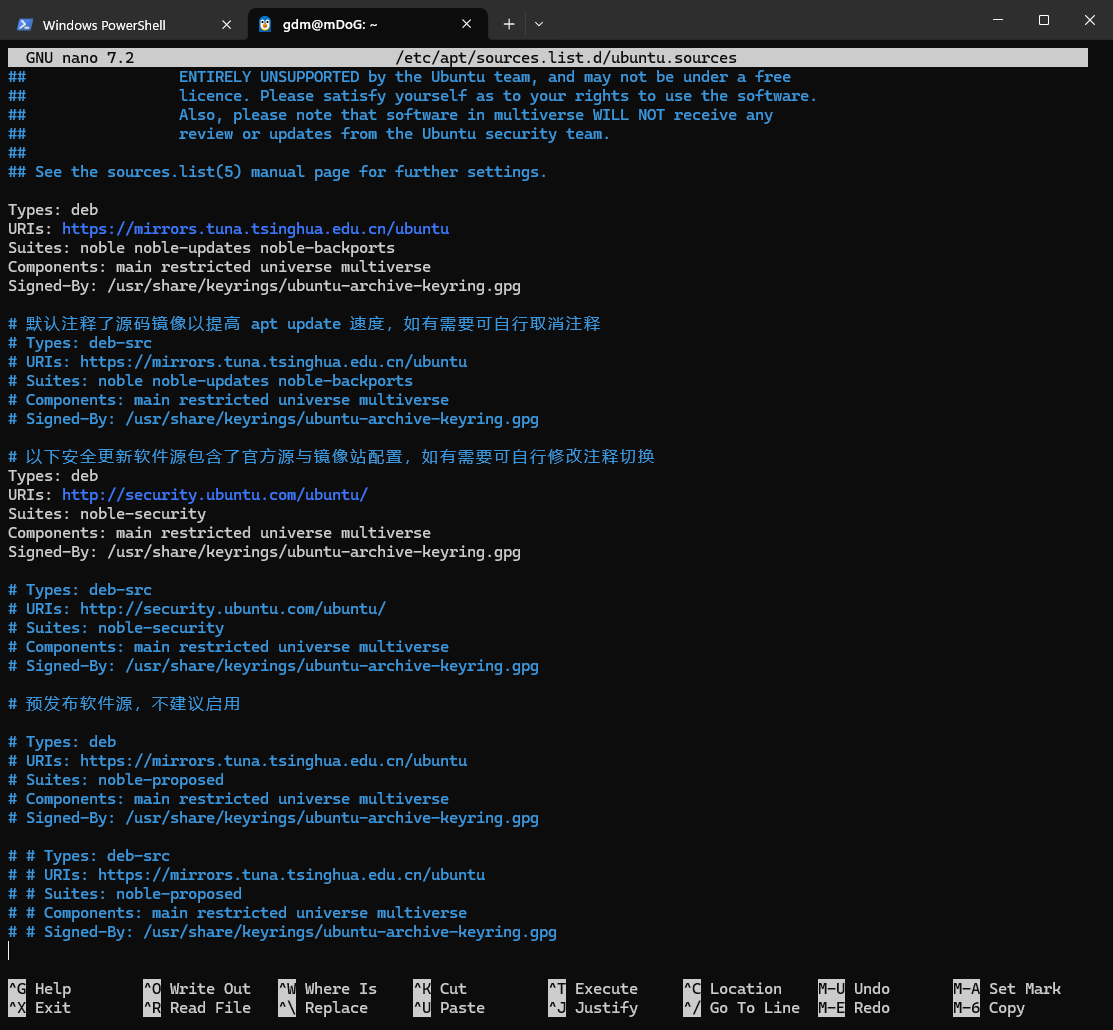 Windows PowerShell
gdm@mDoG: ~
GNU nano 7.2 /etc/apt/sources.list.d/ubuntu.sources
## ENTIRELY UNSUPPORTED by the Ubuntu team, and may not be under a free
## licence. Please satisfy yourself as to your rights to use the software.
## Also, please note that software in multiverse WILL NOT receive any
## review or updates from the Ubuntu security team.
##
## See the sources.list(5) manual page for further settings.
Types: deb
URIs: https://mirrors.tuna.tsinghua.edu.cn/ubuntu
Suites: noble noble-updates noble-backports
Components: main restricted universe multiverse
Signed-By: /usr/share/keyrings/ubuntu-archive-keyring.gpg
# 默认注释了源码镜像以提高 apt update 速度，如有需要可自行取消注释
# Types: deb-src
# URIs: https://mirrors.tuna.tsinghua.edu.cn/ubuntu
# Suites: noble noble-updates noble-backports
# Components: main restricted universe multiverse
# Signed-By: /usr/share/keyrings/ubuntu-archive-keyring.gpg
# 以下安全更新软件源包含了官方源与镜像站配置，如有需要可自行修改注释切换
Types: deb
URIs: http://security.ubuntu.com/ubuntu/
Suites: noble-security
Components: main restricted universe multiverse
Signed-By: /usr/share/keyrings/ubuntu-archive-keyring.gpg
# Types: deb-src
# URIs: http://security.ubuntu.com/ubuntu/
# Suites: noble-security
# Components: main restricted universe multiverse
# Signed-By: /usr/share/keyrings/ubuntu-archive-keyring.gpg
# 预发布软件源，不建议启用
# Types: deb
# URIs: https://mirrors.tuna.tsinghua.edu.cn/ubuntu
# Suites: noble-proposed
# Components: main restricted universe multiverse
# Signed-By: /usr/share/keyrings/ubuntu-archive-keyring.gpg
# # Types: deb-src
# # URIs: https://mirrors.tuna.tsinghua.edu.cn/ubuntu
# # Suites: noble-proposed
# # Components: main restricted universe multiverse
# # Signed-By: /usr/share/keyrings/ubuntu-archive-keyring.gpg
^G Help ^O Write Out ^W Where Is ^K Cut ^T Execute ^C Location M-U Undo M-A Set Mark
^X Exit ^R Read File ^\ Replace ^U Paste ^J Justify ^/ Go To Line M-E Redo M-6 Copy